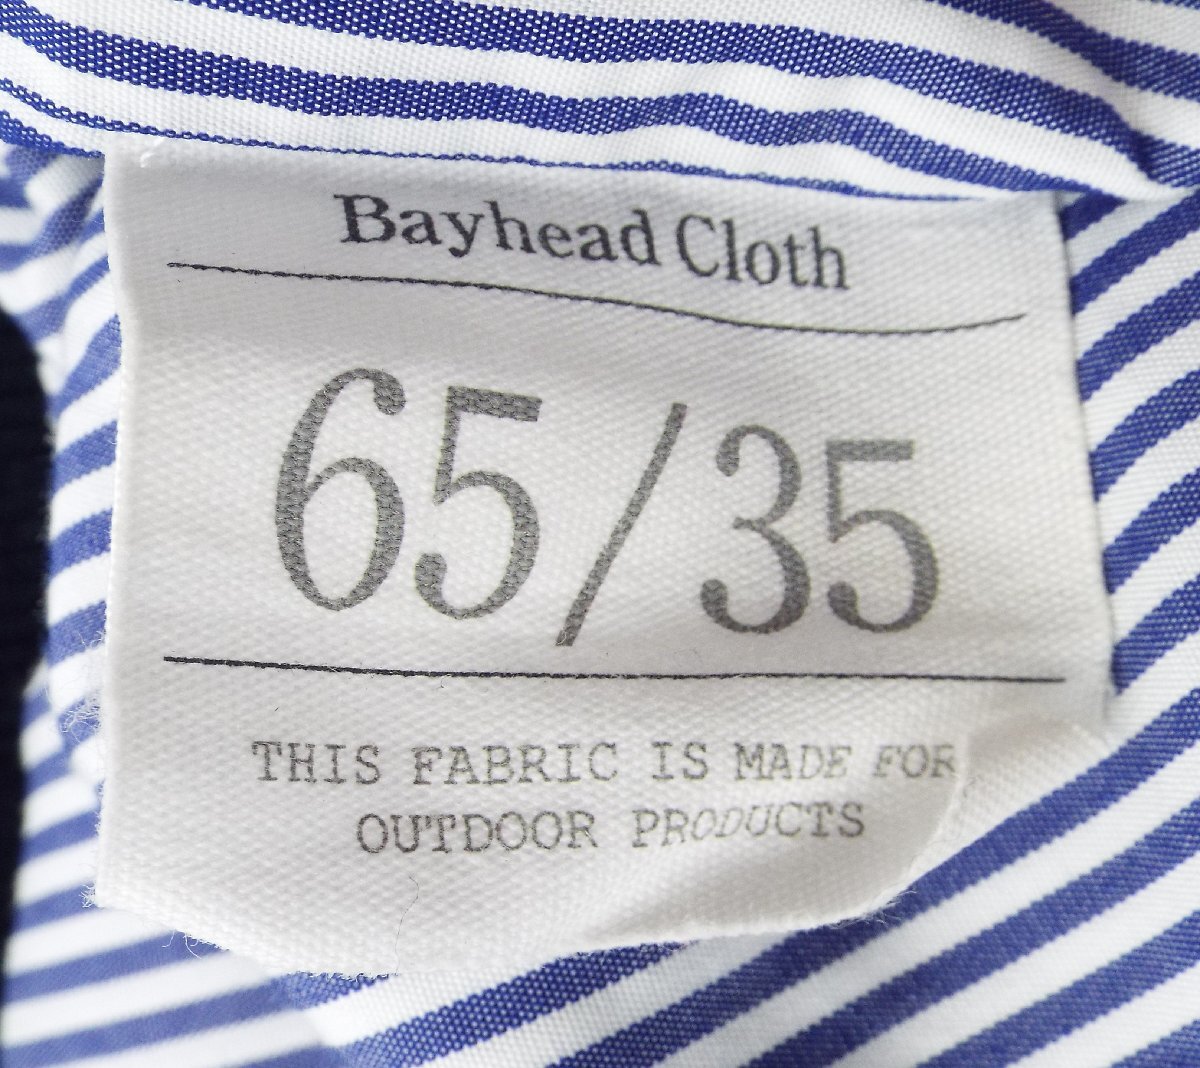 Bayhead Cloth
65/35
THIS FABRIC IS MADE FOR
OUTDOOR PRODUCTS